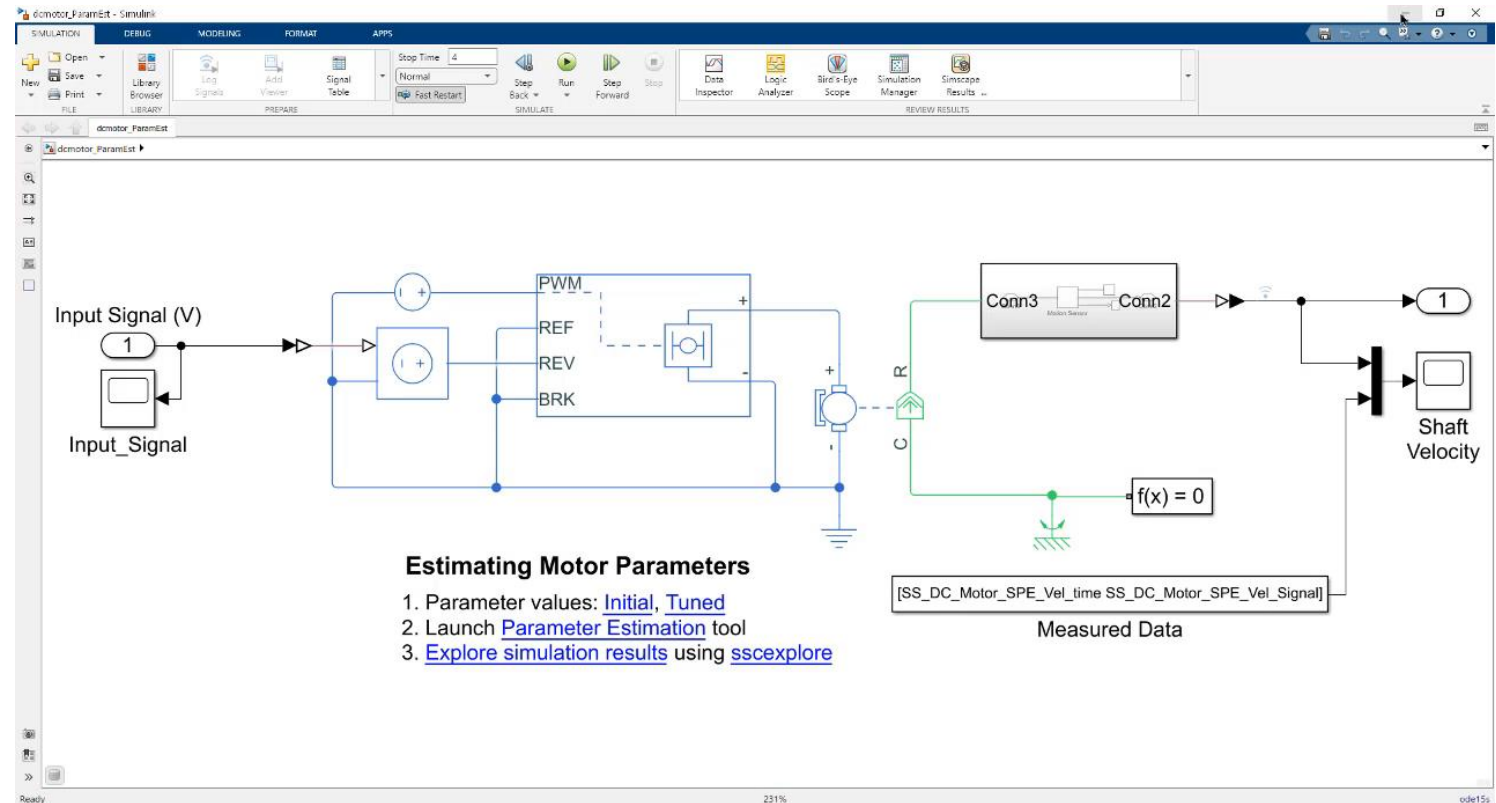 dcmotor_ParamEst - Simulink
SIMULATION DEBUG MODELING FORMAT APPS
New
Open
Save
Print
FILE
Library Browser
LIBRARY
Log Signals
Add Viewer
Signal Table
PREPARE
Stop Time 4
Normal
Fast Restart
Step Back
Run
Step Forward
Stop
SIMULATE
Data Inspector
Logic Analyzer
Bird's-Eye Scope
Simulation Manager
Simscape Results ..
REVIEW RESULTS
dcmotor_ParamEst
dcmotor_ParamEst
Input Signal (V)
1
Input_Signal
PWM
REF
REV
BRK
+
-
+
-
R
C
Conn3
Motion Sensor
Conn2
1
Shaft
Velocity
f(x) = 0
[SS_DC_Motor_SPE_Vel_time SS_DC_Motor_SPE_Vel_Signal]
Measured Data
Estimating Motor Parameters
1. Parameter values: Initial, Tuned
2. Launch Parameter Estimation tool
3. Explore simulation results using sscexplore
Ready
231%
ode15s